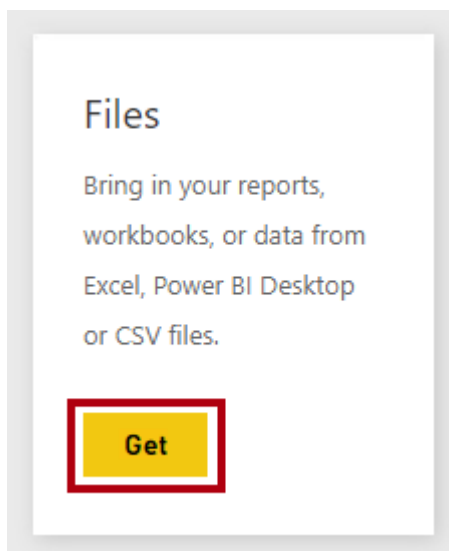 Files
Bring in your reports,
workbooks, or data from
Excel, Power BI Desktop
or CSV files.
Get